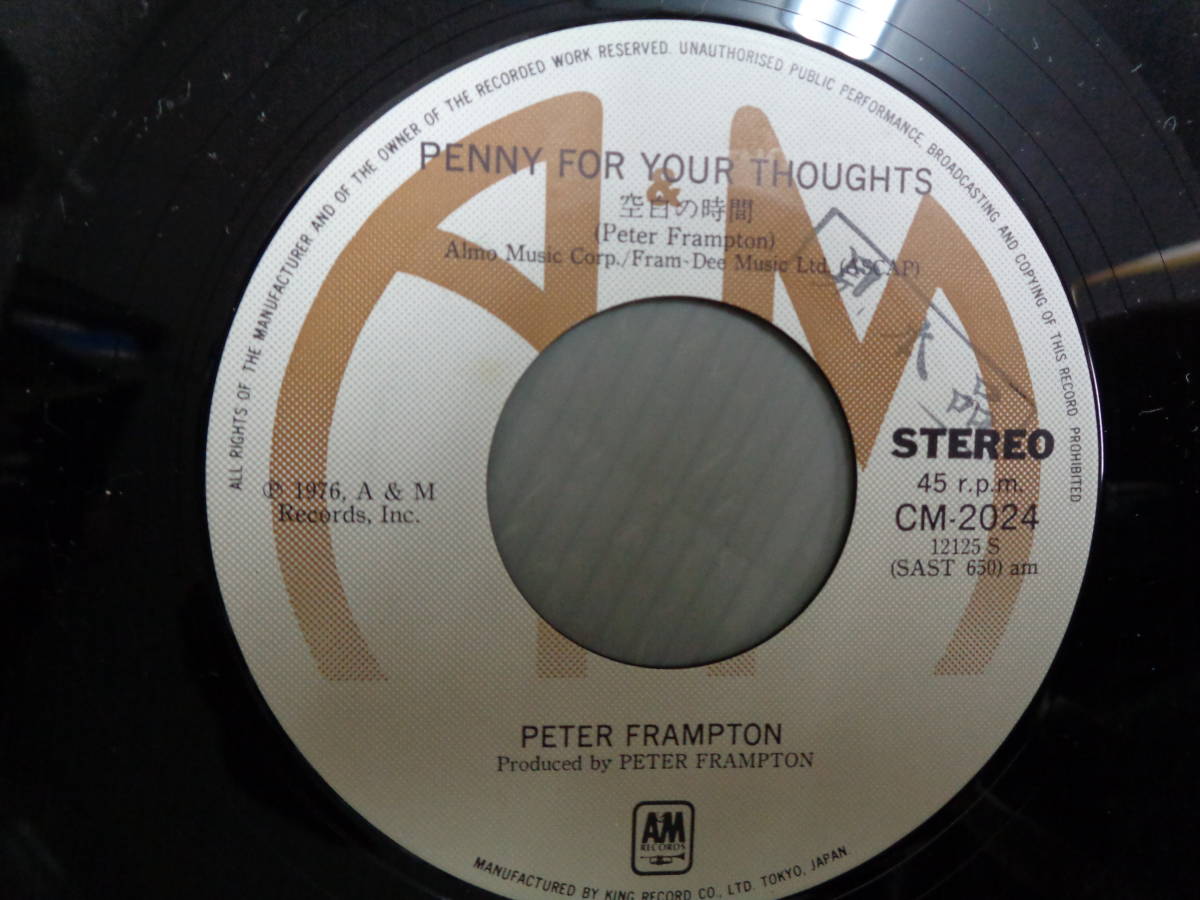 ALL RIGHTS OF THE MANUFACTURER AND OF THE OWNER OF THE RECORDED WORK RESERVED. UNAUTHORISED PUBLIC PERFORMANCE, BROADCASTING AND COPYING OF THIS RECORD PROHIBITED
PENNY FOR YOUR THOUGHTS
&
空白の時間
(Peter Frampton)
Almo Music Corp./Fram-Dee Music Ltd. (ASCAP)
品
STEREO
45 r.p.m.
CM-2024
12125 S
(SAST 650) am
℗ 1976, A & M
Records, Inc.
PETER FRAMPTON
Produced by PETER FRAMPTON
A&M
RECORDS
MANUFACTURED BY KING RECORD CO., LTD. TOKYO, JAPAN